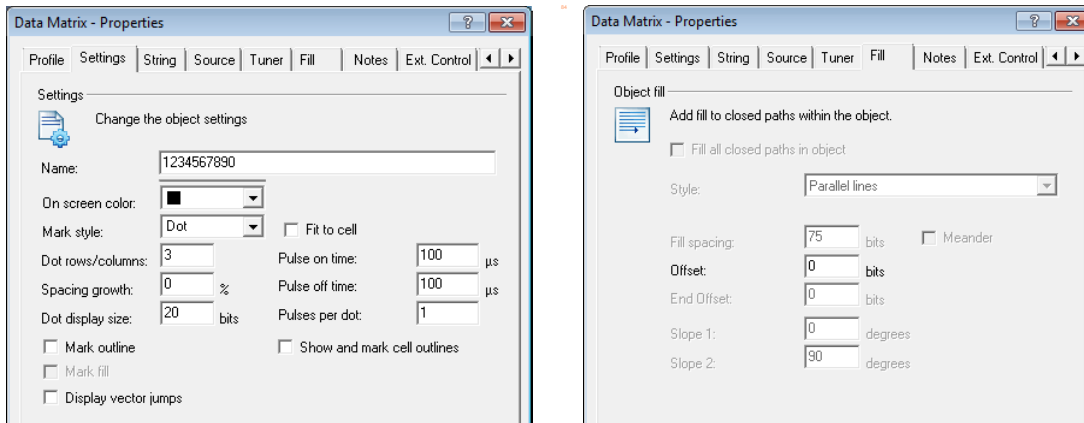 Data Matrix - Properties
Profile Settings String Source Tuner Fill Notes Ext. Control
Settings
Change the object settings
Name: 1234567890
On screen color:
Mark style: Dot Fit to cell
Dot rows/columns: 3 Pulse on time: 100 µs
Spacing growth: 0 % Pulse off time: 100 µs
Dot display size: 20 bits Pulses per dot: 1
Mark outline Show and mark cell outlines
Mark fill
Display vector jumps
Data Matrix - Properties
Profile Settings String Source Tuner Fill Notes Ext. Control
Object fill
Add fill to closed paths within the object.
Fill all closed paths in object
Style: Parallel lines
Fill spacing: 75 bits Meander
Offset: 0 bits
End Offset: 0 bits
Slope 1: 0 degrees
Slope 2: 90 degrees